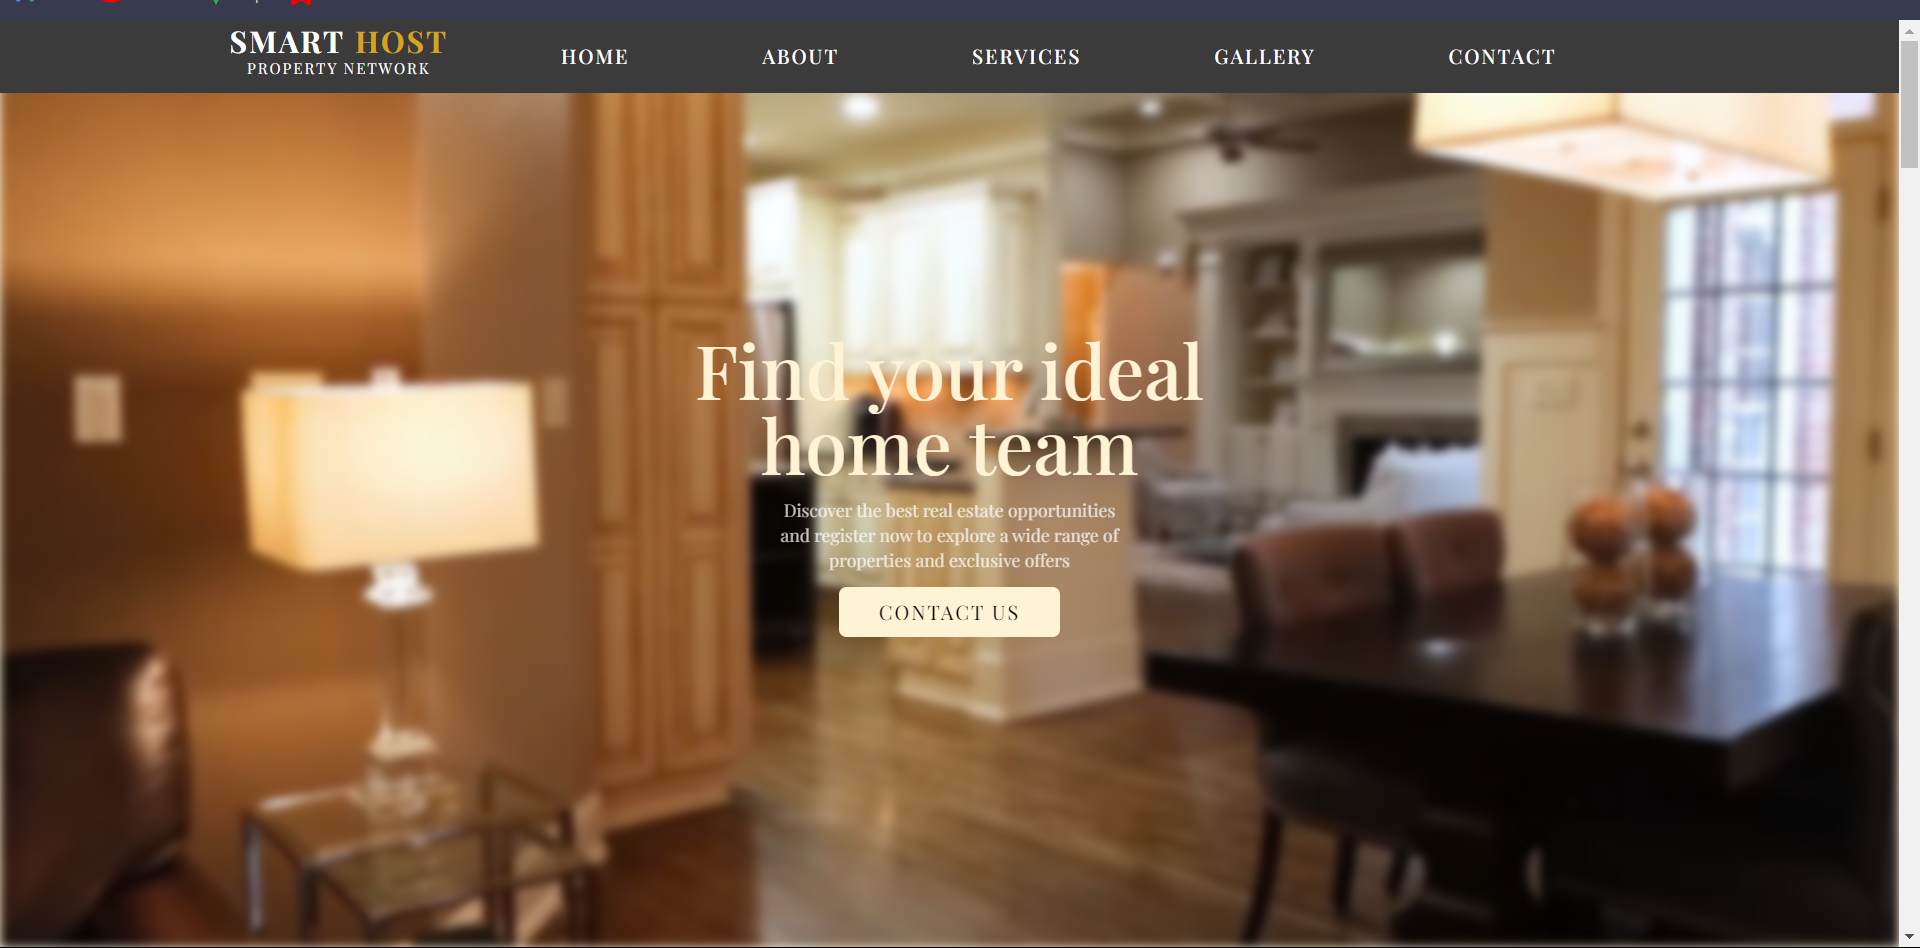 SMART HOST
PROPERTY NETWORK
HOME
ABOUT
SERVICES
GALLERY
CONTACT
Find your ideal
home team
Discover the best real estate opportunities
and register now to explore a wide range of
properties and exclusive offers
CONTACT US